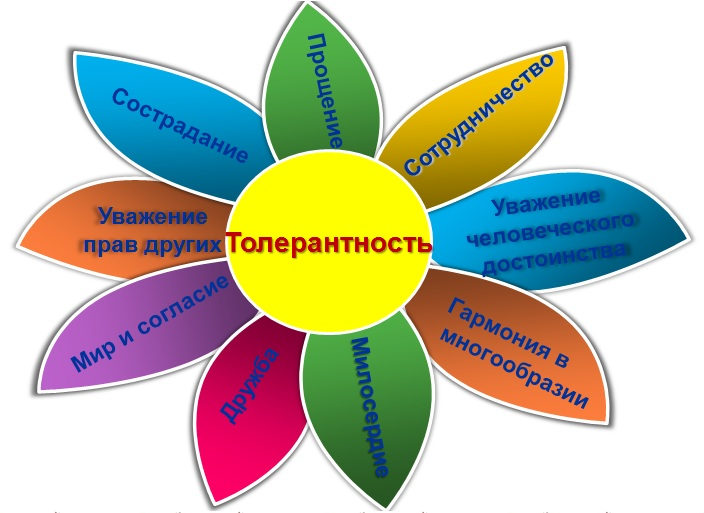 Прощение
Сотрудничество
Сострадание
Уважение
человеческого
достоинства
Уважение
прав других
Толерантность
Мир и согласие
Гармония в
многообразии
Дружба
Милосердие